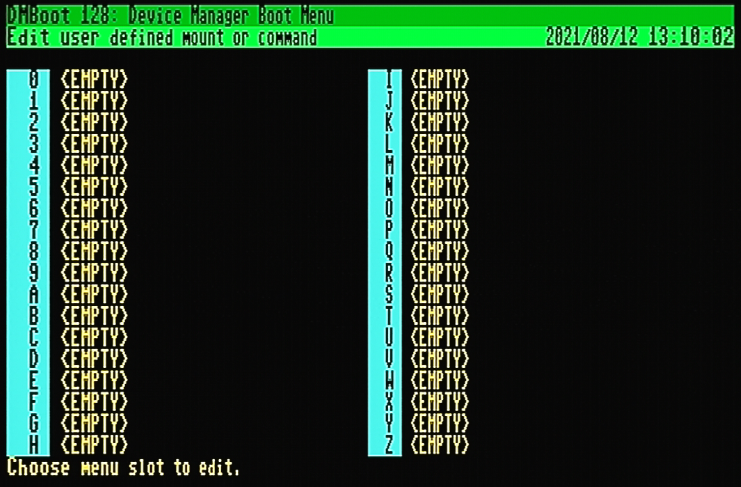 DMBoot 128: Device Manager Boot Menu
Edit user defined mount or command 2021/08/12 13:10:02
0 <EMPTY> I <EMPTY>
1 <EMPTY> J <EMPTY>
2 <EMPTY> K <EMPTY>
3 <EMPTY> L <EMPTY>
4 <EMPTY> M <EMPTY>
5 <EMPTY> N <EMPTY>
6 <EMPTY> O <EMPTY>
7 <EMPTY> P <EMPTY>
8 <EMPTY> Q <EMPTY>
9 <EMPTY> R <EMPTY>
A <EMPTY> S <EMPTY>
B <EMPTY> T <EMPTY>
C <EMPTY> U <EMPTY>
D <EMPTY> V <EMPTY>
E <EMPTY> W <EMPTY>
F <EMPTY> X <EMPTY>
G <EMPTY> Y <EMPTY>
H <EMPTY> Z <EMPTY>
Choose menu slot to edit.